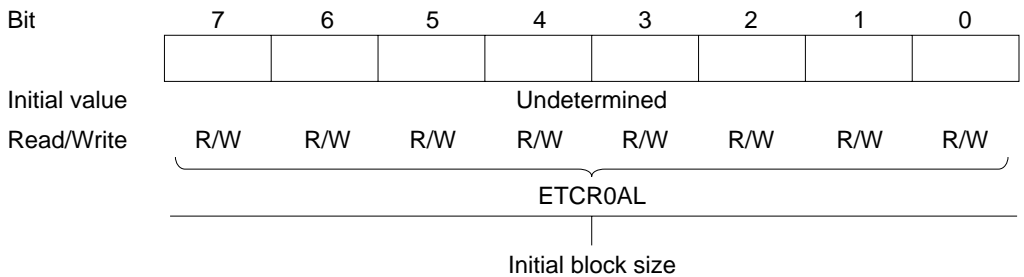 Bit 7 6 5 4 3 2 1 0
Initial value Undetermined
Read/Write R/W R/W R/W R/W R/W R/W R/W R/W
ETCR0AL
Initial block size